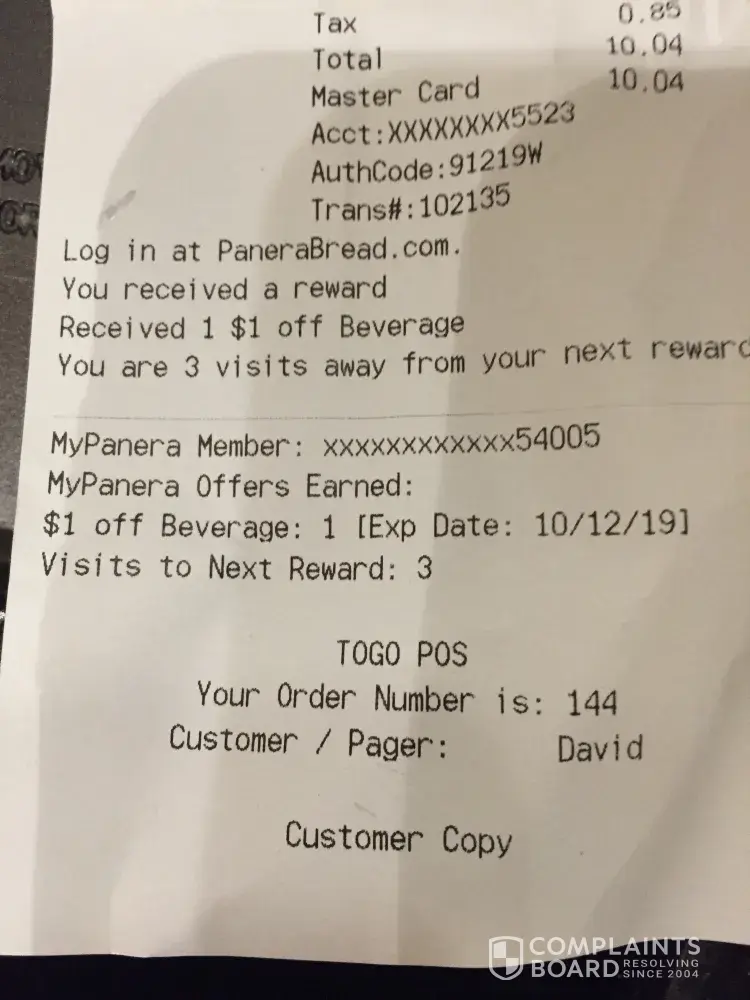 Tax 0.85
Total 10.04
Master Card 10.04
Acct:XXXXXXXX5523
AuthCode:91219W
Trans#:102135
Log in at PaneraBread.com.
You received a reward
Received 1 $1 off Beverage
You are 3 visits away from your next reward
MyPanera Member: xxxxxxxxxxxx54005
MyPanera Offers Earned:
$1 off Beverage: 1 [Exp Date: 10/12/19]
Visits to Next Reward: 3
TOGO POS
Your Order Number is: 144
Customer / Pager: David
Customer Copy
COMPLAINTS
BOARD RESOLVING
SINCE 2004